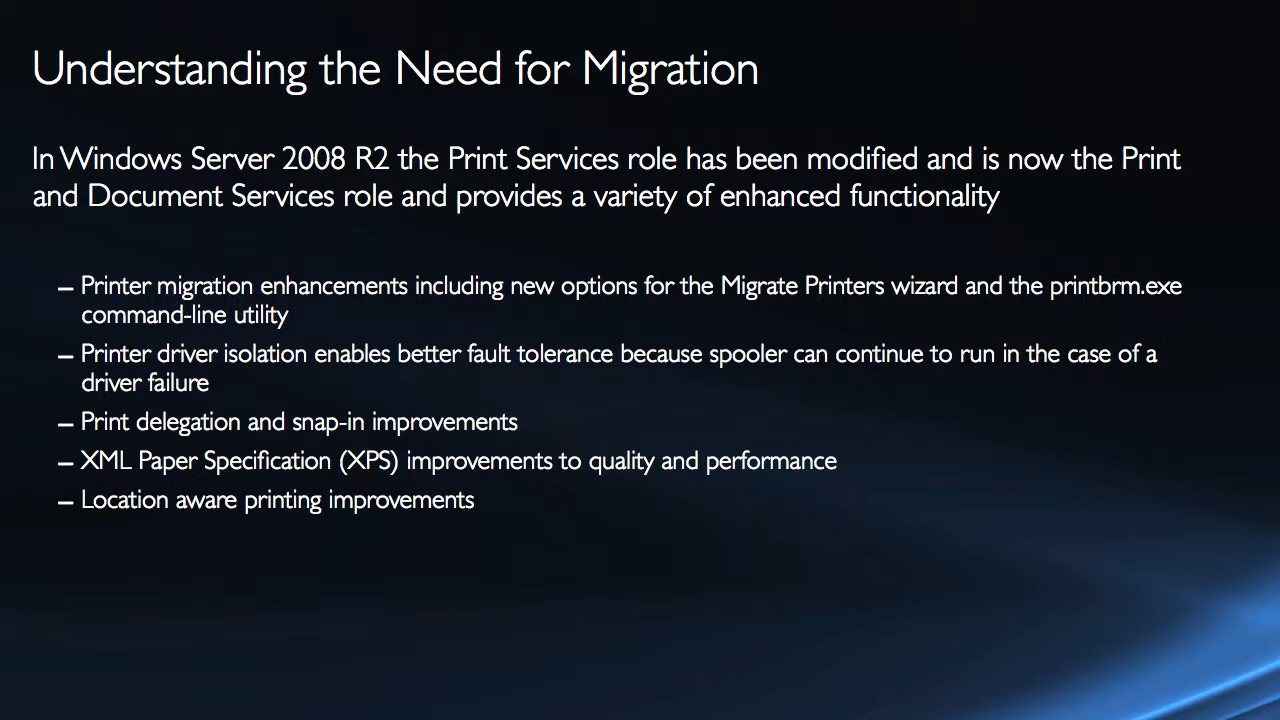 Understanding the Need for Migration
In Windows Server 2008 R2 the Print Services role has been modified and is now the Print
and Document Services role and provides a variety of enhanced functionality
– Printer migration enhancements including new options for the Migrate Printers wizard and the printbrm.exe
command-line utility
– Printer driver isolation enables better fault tolerance because spooler can continue to run in the case of a
driver failure
– Print delegation and snap-in improvements
– XML Paper Specification (XPS) improvements to quality and performance
– Location aware printing improvements